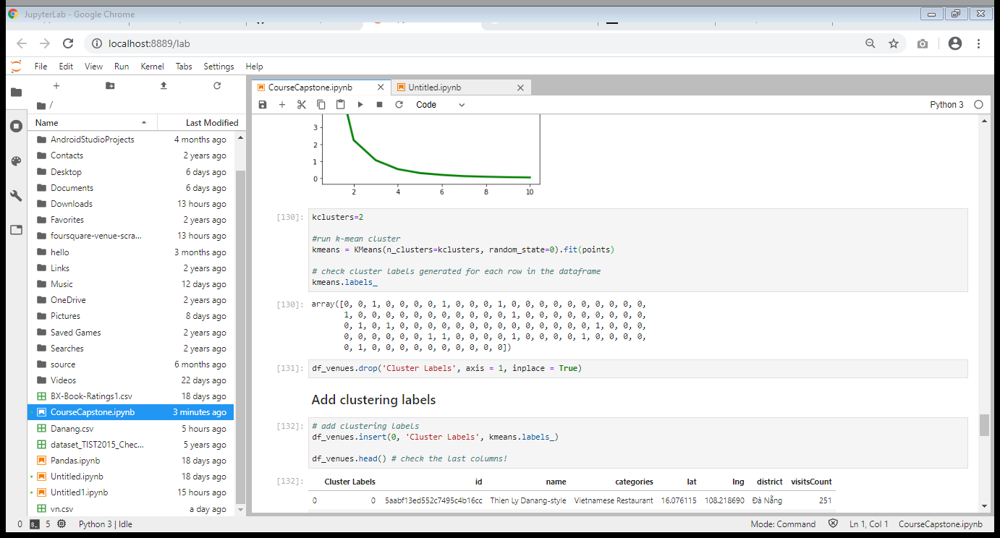 JupyterLab - Google Chrome
localhost:8889/lab
File Edit View Run Kernel Tabs Settings Help
/
Name Last Modified
AndroidStudioProjects 4 months ago
Contacts 2 years ago
Desktop 6 days ago
Documents 6 days ago
Downloads 13 hours ago
Favorites 2 years ago
foursquare-venue-scra... 13 hours ago
hello 3 months ago
Links 2 years ago
Music 12 days ago
OneDrive 2 years ago
Pictures 8 days ago
Saved Games 2 years ago
Searches 2 years ago
source 6 months ago
Videos 22 days ago
BX-Book-Ratings1.csv 18 days ago
CourseCapstone.ipynb 3 minutes ago
Danang.csv 5 hours ago
dataset_TIST2015_Chec... 5 years ago
Pandas.ipynb 18 days ago
Untitled.ipynb 18 days ago
Untitled1.ipynb 15 hours ago
vn.csv a day ago
CourseCapstone.ipynb Untitled.ipynb
Code Python 3
3
2
1
0
2 4 6 8 10
[130]: kclusters=2
#run k-mean cluster
kmeans = KMeans(n_clusters=kclusters, random_state=0).fit(points)
# check cluster labels generated for each row in the dataframe
kmeans.labels_
[130]: array([0, 0, 1, 0, 0, 0, 0, 1, 0, 0, 0, 1, 0, 0, 0, 0, 0, 0, 0, 0, 0, 0,
1, 0, 0, 0, 0, 0, 0, 0, 0, 0, 0, 0, 1, 0, 0, 0, 0, 0, 0, 0, 0, 0,
0, 1, 0, 1, 0, 0, 0, 0, 0, 0, 0, 0, 0, 0, 0, 0, 0, 0, 1, 0, 0, 0,
0, 0, 0, 0, 0, 0, 1, 1, 0, 0, 0, 0, 1, 0, 0, 0, 0, 1, 0, 0, 0, 0,
0, 1, 0, 0, 0, 0, 0, 0, 0, 0, 0, 0])
[131]: df_venues.drop('Cluster Labels', axis = 1, inplace = True)
Add clustering labels
[132]: # add clustering labels
df_venues.insert(0, 'Cluster Labels', kmeans.labels_)
df_venues.head() # check the last columns!
[132]: Cluster Labels id name categories lat lng district visitsCount
0 0 5aabf13ed552c7495c4b16cc Thien Ly Danang-style Vietnamese Restaurant 16.076115 108.218690 Đà Nẵng 251
0 5 Python 3 | Idle Mode: Command Ln 1, Col 1 CourseCapstone.ipynb